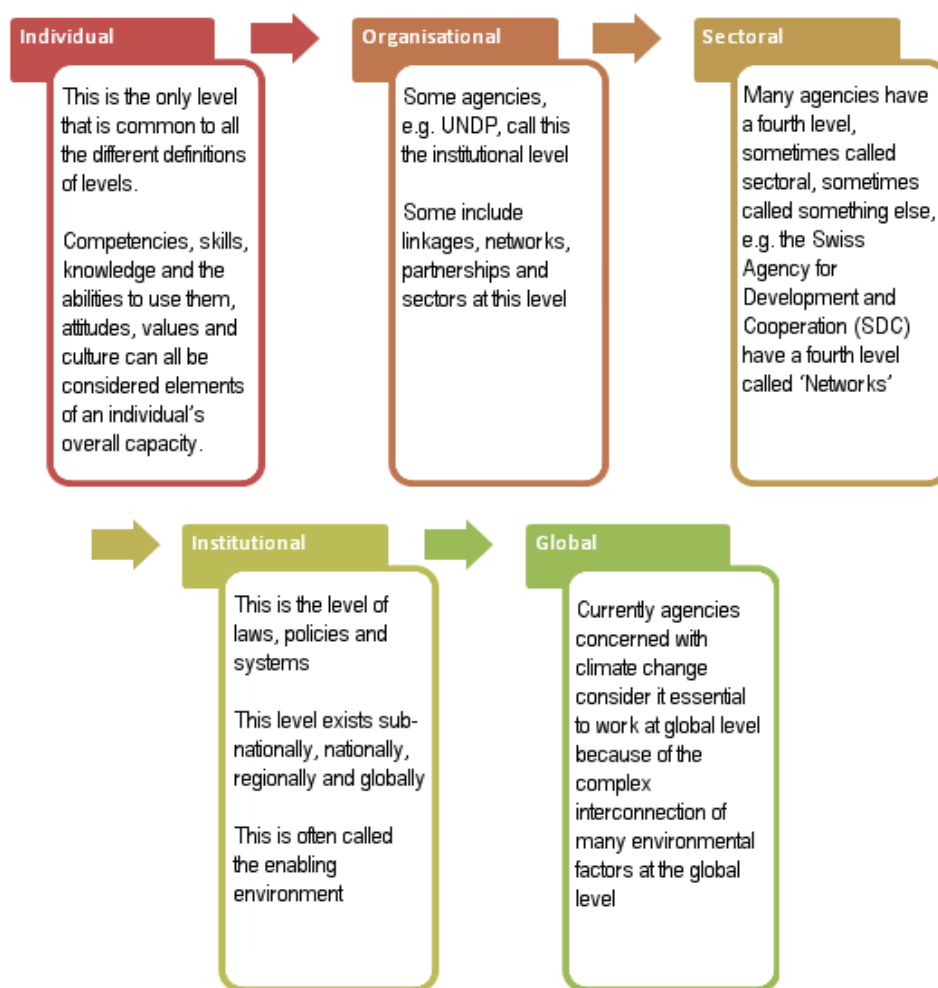 Individual
This is the only level
that is common to all
the different definitions
of levels.
Competencies, skills,
knowledge and the
abilities to use them,
attitudes, values and
culture can all be
considered elements
of an individual's
overall capacity.
Organisational
Some agencies,
e.g. UNDP, call this
the institutional level
Some include
linkages, networks,
partnerships and
sectors at this level
Sectoral
Many agencies have
a fourth level,
sometimes called
sectoral, sometimes
called something else,
e.g. the Swiss
Agency for
Development and
Cooperation (SDC)
have a fourth level
called ‘Networks’
Institutional
This is the level of
laws, policies and
systems
This level exists sub-
nationally, nationally,
regionally and globally
This is often called
the enabling
environment
Global
Currently agencies
concerned with
climate change
consider it essential
to work at global level
because of the
complex
interconnection of
many environmental
factors at the global
level